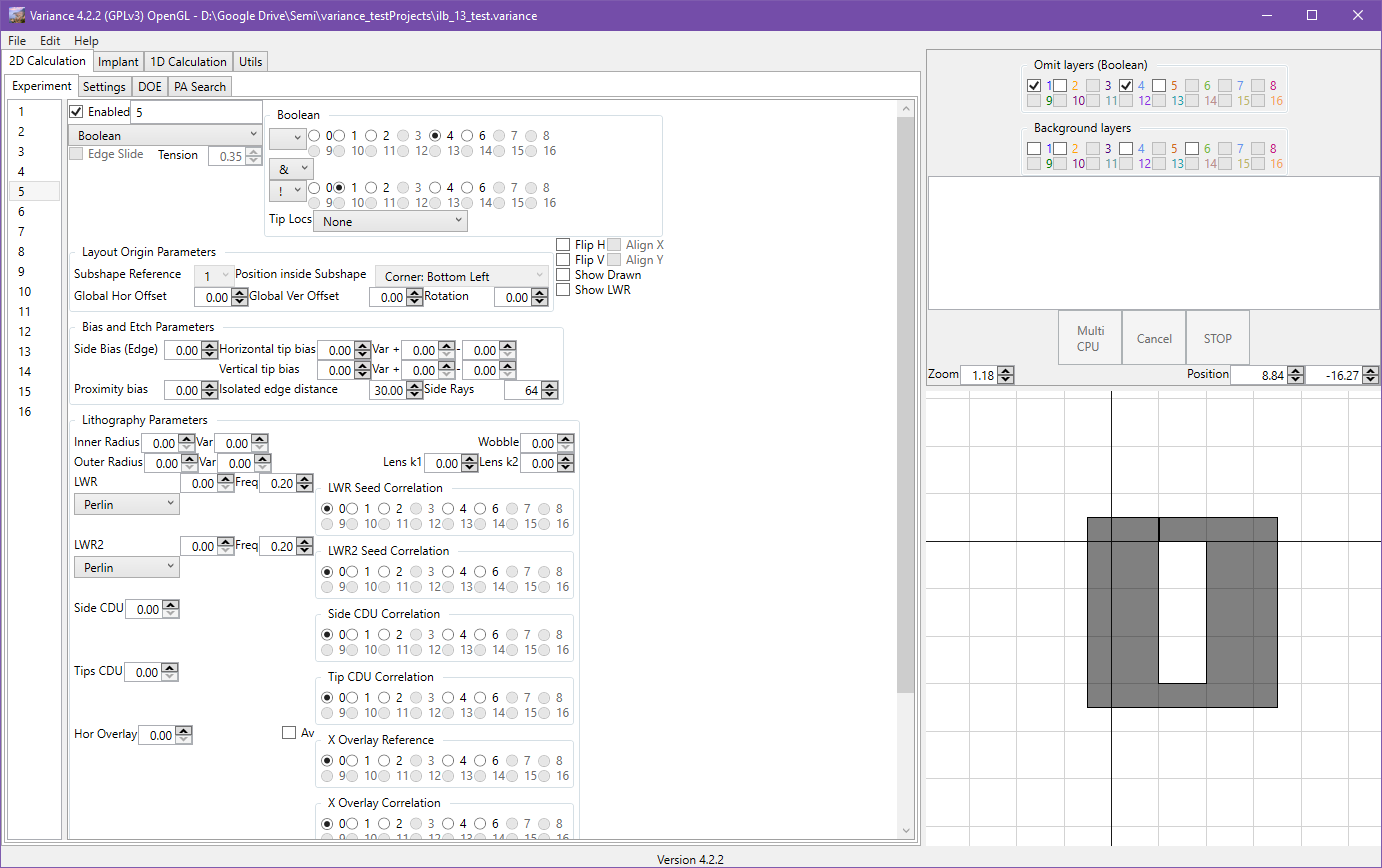 Variance 4.2.2 (GPLv3) OpenGL - D:\Google Drive\Semi\variance_testProjects\ilb_13_test.variance
File Edit Help
2D Calculation Implant 1D Calculation Utils
Experiment Settings DOE PA Search
1
2
3
4
5
6
7
8
9
10
11
12
13
14
15
16
Enabled 5
Boolean
Edge Slide Tension 0.35
Boolean
0 1 2 3 4 6 7 8
9 10 11 12 13 14 15 16
&
! 0 1 2 3 4 6 7 8
9 10 11 12 13 14 15 16
Tip Locs None
Layout Origin Parameters
Subshape Reference 1 Position inside Subshape Corner: Bottom Left
Global Hor Offset 0.00 Global Ver Offset 0.00 Rotation 0.00
Flip H Align X
Flip V Align Y
Show Drawn
Show LWR
Bias and Etch Parameters
Side Bias (Edge) 0.00 Horizontal tip bias 0.00 Var + 0.00 - 0.00
Vertical tip bias 0.00 Var + 0.00 - 0.00
Proximity bias 0.00 Isolated edge distance 30.00 Side Rays 64
Lithography Parameters
Inner Radius 0.00 Var 0.00 Wobble 0.00
Outer Radius 0.00 Var 0.00 Lens k1 0.00 Lens k2 0.00
LWR 0.00 Freq 0.20
Perlin
LWR Seed Correlation
0 1 2 3 4 6 7 8
9 10 11 12 13 14 15 16
LWR2 0.00 Freq 0.20
Perlin
LWR2 Seed Correlation
0 1 2 3 4 6 7 8
9 10 11 12 13 14 15 16
Side CDU 0.00
Side CDU Correlation
0 1 2 3 4 6 7 8
9 10 11 12 13 14 15 16
Tips CDU 0.00
Tip CDU Correlation
0 1 2 3 4 6 7 8
9 10 11 12 13 14 15 16
Hor Overlay 0.00 Av
X Overlay Reference
0 1 2 3 4 6 7 8
9 10 11 12 13 14 15 16
X Overlay Correlation
0 1 2 3 4 6 7 8
9 10 11 12 13 14 15 16
Omit layers (Boolean)
1 2 3 4 5 6 7 8
9 10 11 12 13 14 15 16
Background layers
1 2 3 4 5 6 7 8
9 10 11 12 13 14 15 16
Multi
CPU
Cancel
STOP
Zoom 1.18 Position 8.84 -16.27
Version 4.2.2